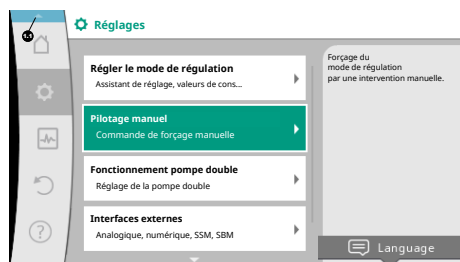 1.1
Réglages
Régler le mode de régulation
Assistant de réglage, valeurs de cons...
Pilotage manuel
Commande de forçage manuelle
Fonctionnement pompe double
Réglage de la pompe double
Interfaces externes
Analogique, numérique, SSM, SBM
Forçage du
mode de régulation
par une intervention manuelle.
Language